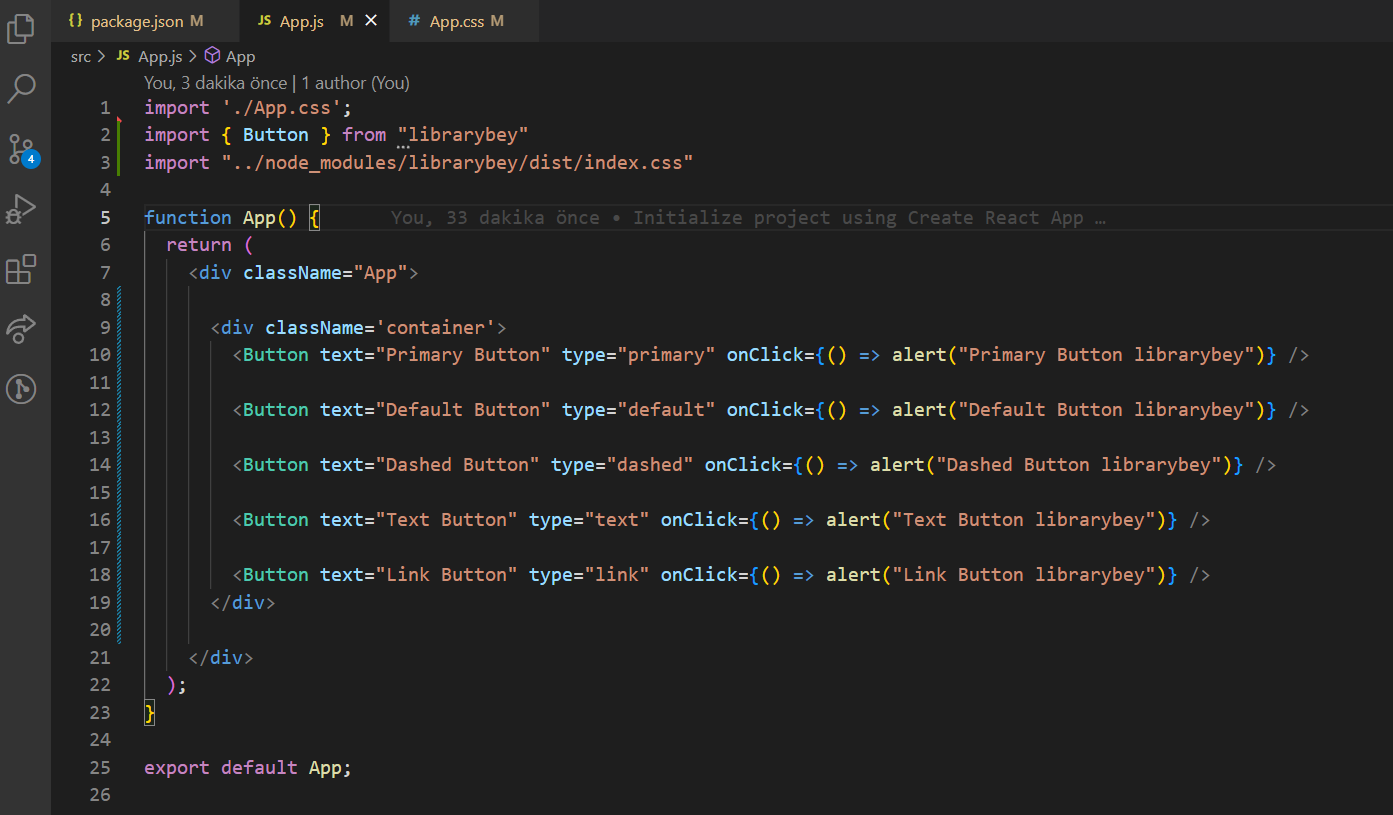 {} package.json M JS App.js M × # App.css M
src > JS App.js > App
You, 3 dakika önce | 1 author (You)
1 import './App.css';
2 import { Button } from "librarybey"
3 import "../node_modules/librarybey/dist/index.css"
4
5 function App() { You, 33 dakika önce • Initialize project using Create React App …
6 return (
7 <div className="App">
8
9 <div className='container'>
10 <Button text="Primary Button" type="primary" onClick={() => alert("Primary Button librarybey")} />
11
12 <Button text="Default Button" type="default" onClick={() => alert("Default Button librarybey")} />
13
14 <Button text="Dashed Button" type="dashed" onClick={() => alert("Dashed Button librarybey")} />
15
16 <Button text="Text Button" type="text" onClick={() => alert("Text Button librarybey")} />
17
18 <Button text="Link Button" type="link" onClick={() => alert("Link Button librarybey")} />
19 </div>
20
21 </div>
22 );
23 }
24
25 export default App;
26
4